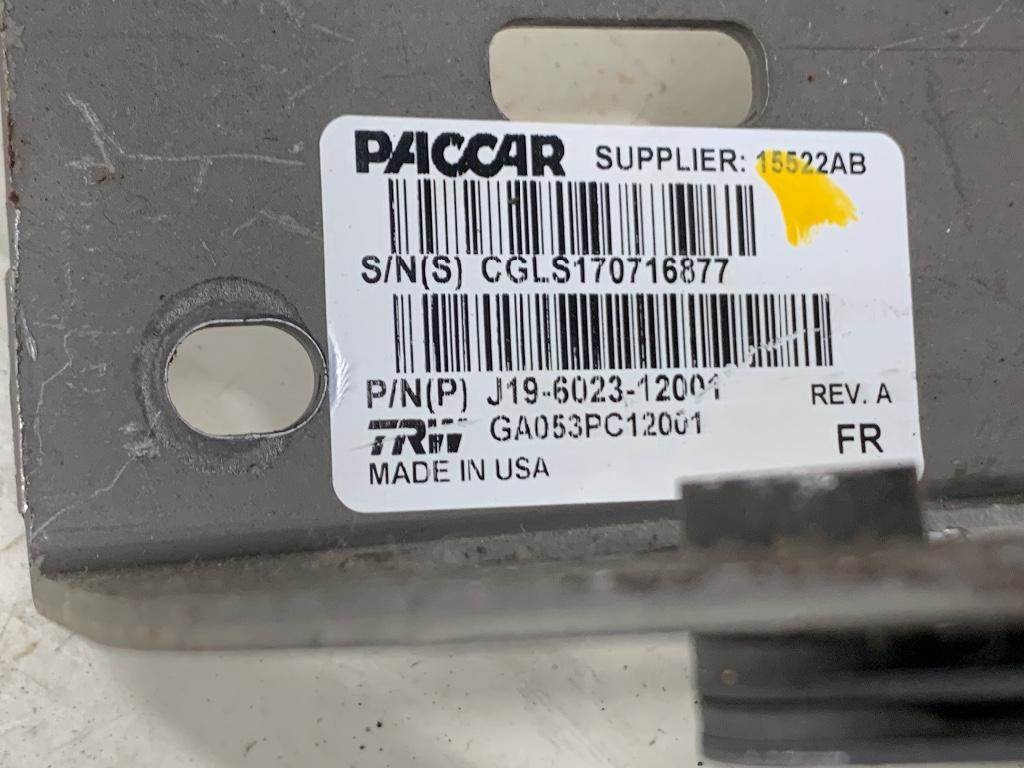 PACCAR SUPPLIER: 15522AB
S/N(S) CGLS170716877
P/N(P) J19-6023-12001 REV. A
TRW GA053PC12001 FR
MADE IN USA